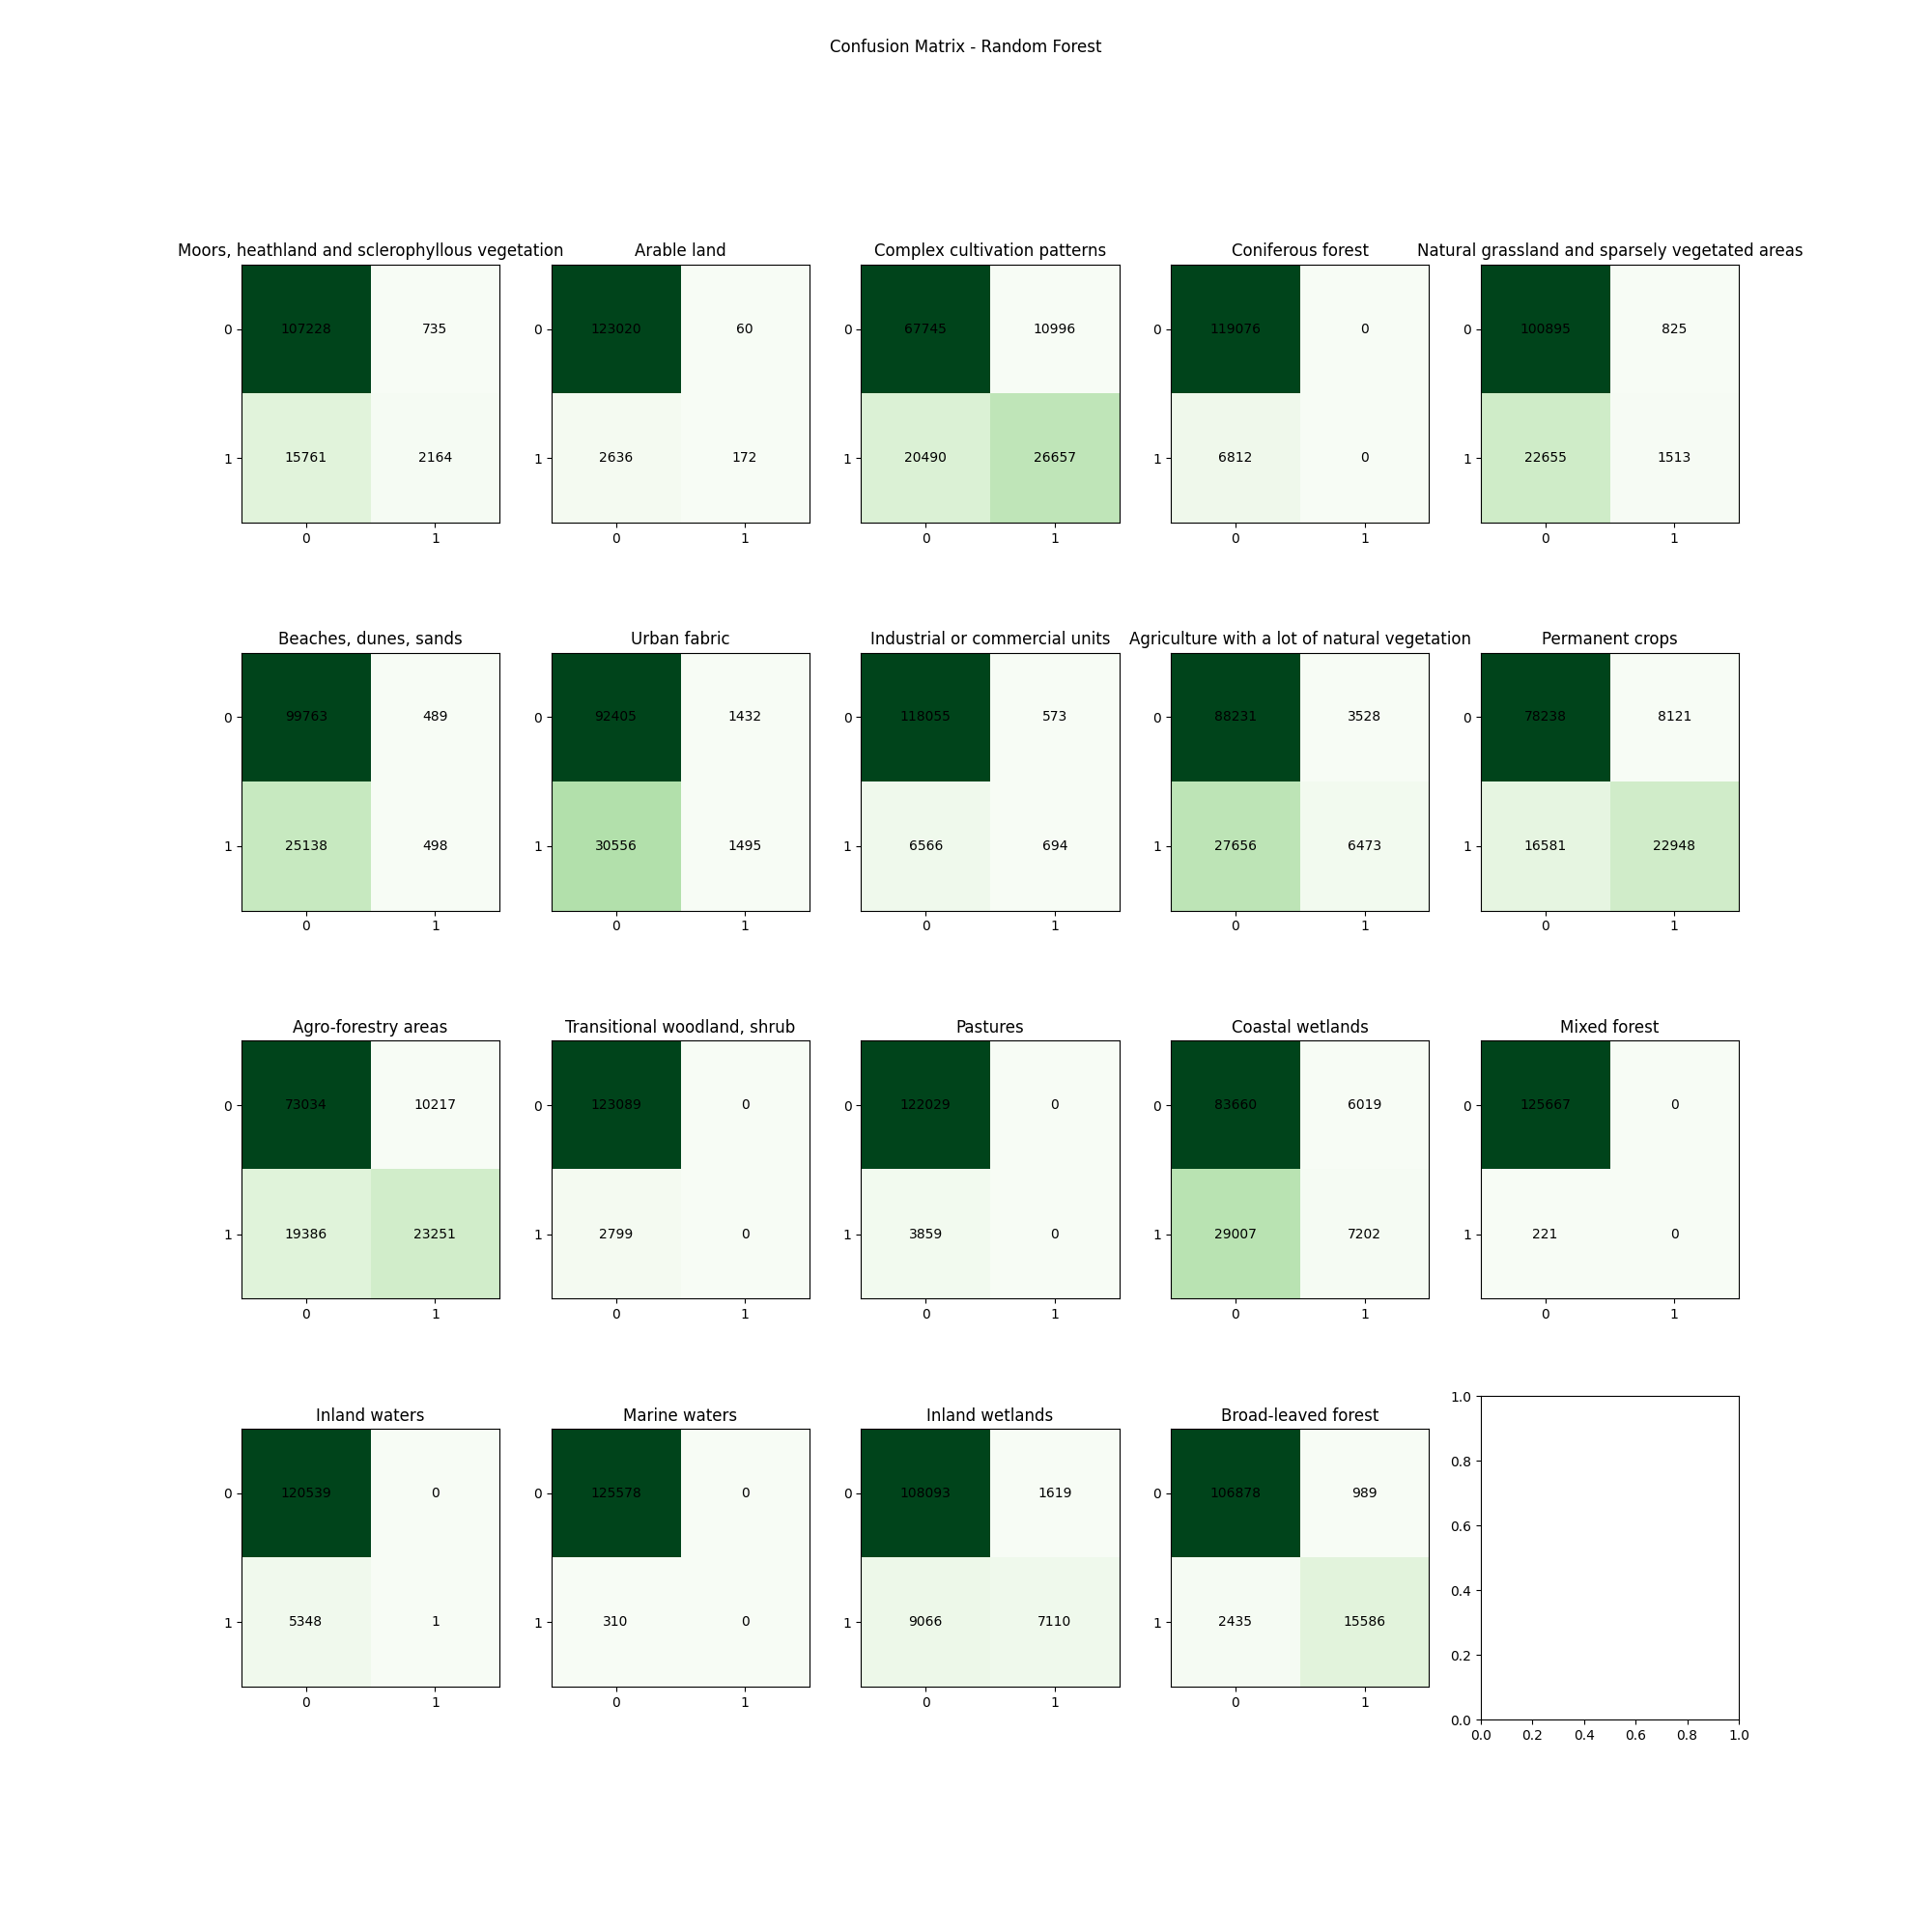 Confusion Matrix - Random Forest
Moors, heathland and sclerophyllous vegetation
0 107228 735
1 15761 2164
0 1
Arable land
0 123020 60
1 2636 172
0 1
Complex cultivation patterns
0 67745 10996
1 20490 26657
0 1
Coniferous forest
0 119076 0
1 6812 0
0 1
Natural grassland and sparsely vegetated areas
0 100895 825
1 22655 1513
0 1
Beaches, dunes, sands
0 99763 489
1 25138 498
0 1
Urban fabric
0 92405 1432
1 30556 1495
0 1
Industrial or commercial units
0 118055 573
1 6566 694
0 1
Agriculture with a lot of natural vegetation
0 88231 3528
1 27656 6473
0 1
Permanent crops
0 78238 8121
1 16581 22948
0 1
Agro-forestry areas
0 73034 10217
1 19386 23251
0 1
Transitional woodland, shrub
0 123089 0
1 2799 0
0 1
Pastures
0 122029 0
1 3859 0
0 1
Coastal wetlands
0 83660 6019
1 29007 7202
0 1
Mixed forest
0 125667 0
1 221 0
0 1
Inland waters
0 120539 0
1 5348 1
0 1
Marine waters
0 125578 0
1 310 0
0 1
Inland wetlands
0 108093 1619
1 9066 7110
0 1
Broad-leaved forest
0 106878 989
1 2435 15586
0 1
1.0
0.8
0.6
0.4
0.2
0.0
0.0 0.2 0.4 0.6 0.8 1.0